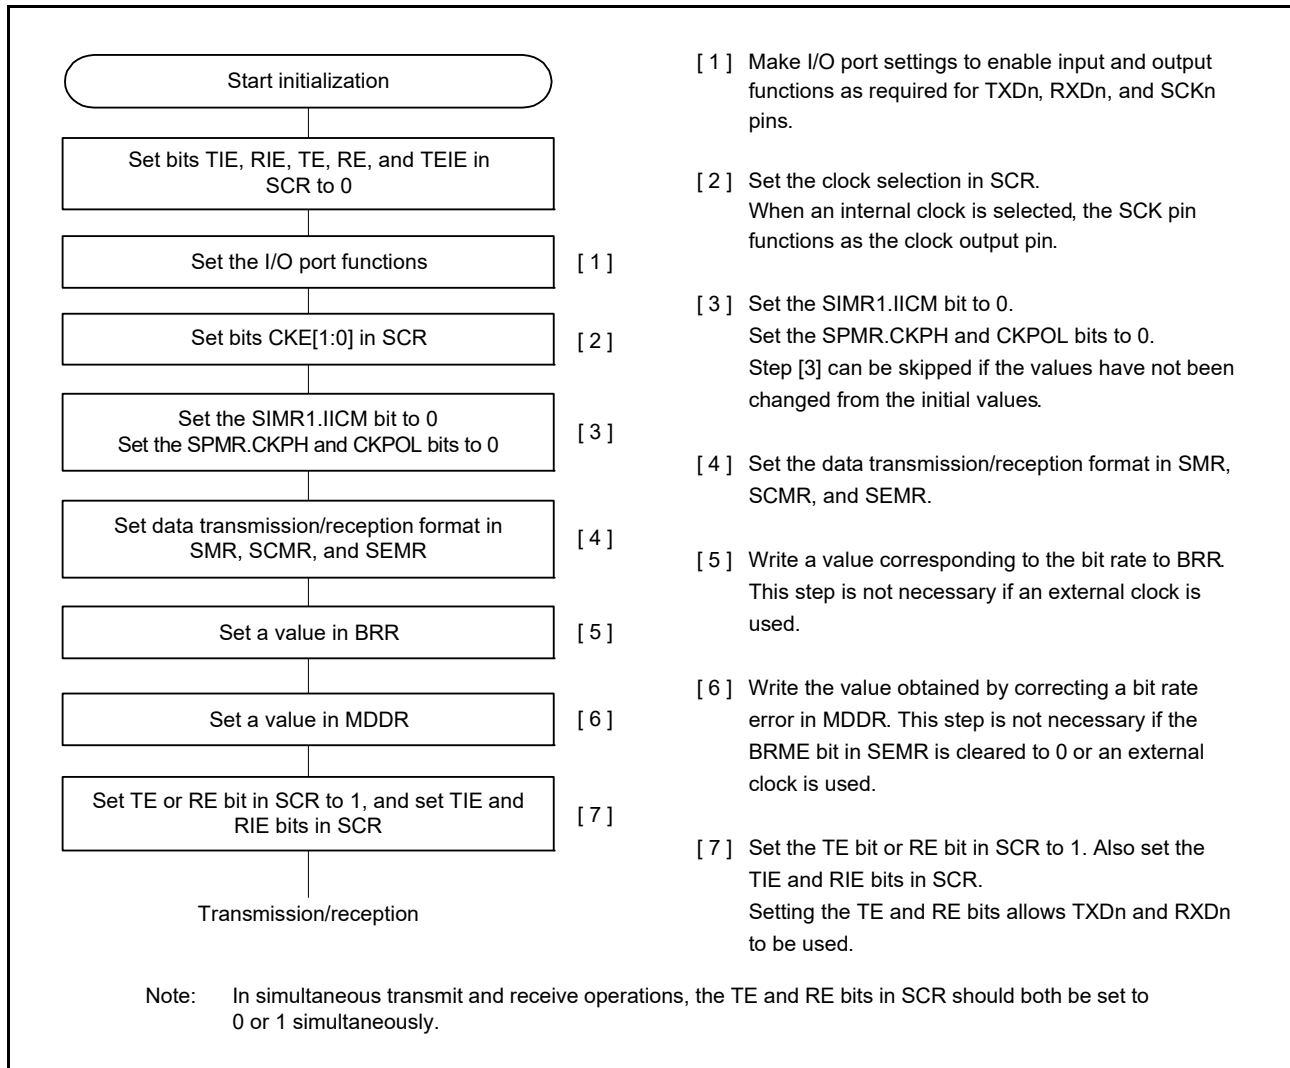 Start initialization
Set bits TIE, RIE, TE, RE, and TEIE in
SCR to 0
Set the I/O port functions
[ 1 ]
Set bits CKE[1:0] in SCR
[ 2 ]
Set the SIMR1.IICM bit to 0
Set the SPMR.CKPH and CKPOL bits to 0
[ 3 ]
Set data transmission/reception format in
SMR, SCMR, and SEMR
[ 4 ]
Set a value in BRR
[ 5 ]
Set a value in MDDR
[ 6 ]
Set TE or RE bit in SCR to 1, and set TIE and
RIE bits in SCR
[ 7 ]
Transmission/reception
[ 1 ] Make I/O port settings to enable input and output
functions as required for TXDn, RXDn, and SCKn
pins.
[ 2 ] Set the clock selection in SCR.
When an internal clock is selected, the SCK pin
functions as the clock output pin.
[ 3 ] Set the SIMR1.IICM bit to 0.
Set the SPMR.CKPH and CKPOL bits to 0.
Step [3] can be skipped if the values have not been
changed from the initial values.
[ 4 ] Set the data transmission/reception format in SMR,
SCMR, and SEMR.
[ 5 ] Write a value corresponding to the bit rate to BRR.
This step is not necessary if an external clock is
used.
[ 6 ] Write the value obtained by correcting a bit rate
error in MDDR. This step is not necessary if the
BRME bit in SEMR is cleared to 0 or an external
clock is used.
[ 7 ] Set the TE bit or RE bit in SCR to 1. Also set the
TIE and RIE bits in SCR.
Setting the TE and RE bits allows TXDn and RXDn
to be used.
Note: In simultaneous transmit and receive operations, the TE and RE bits in SCR should both be set to
0 or 1 simultaneously.